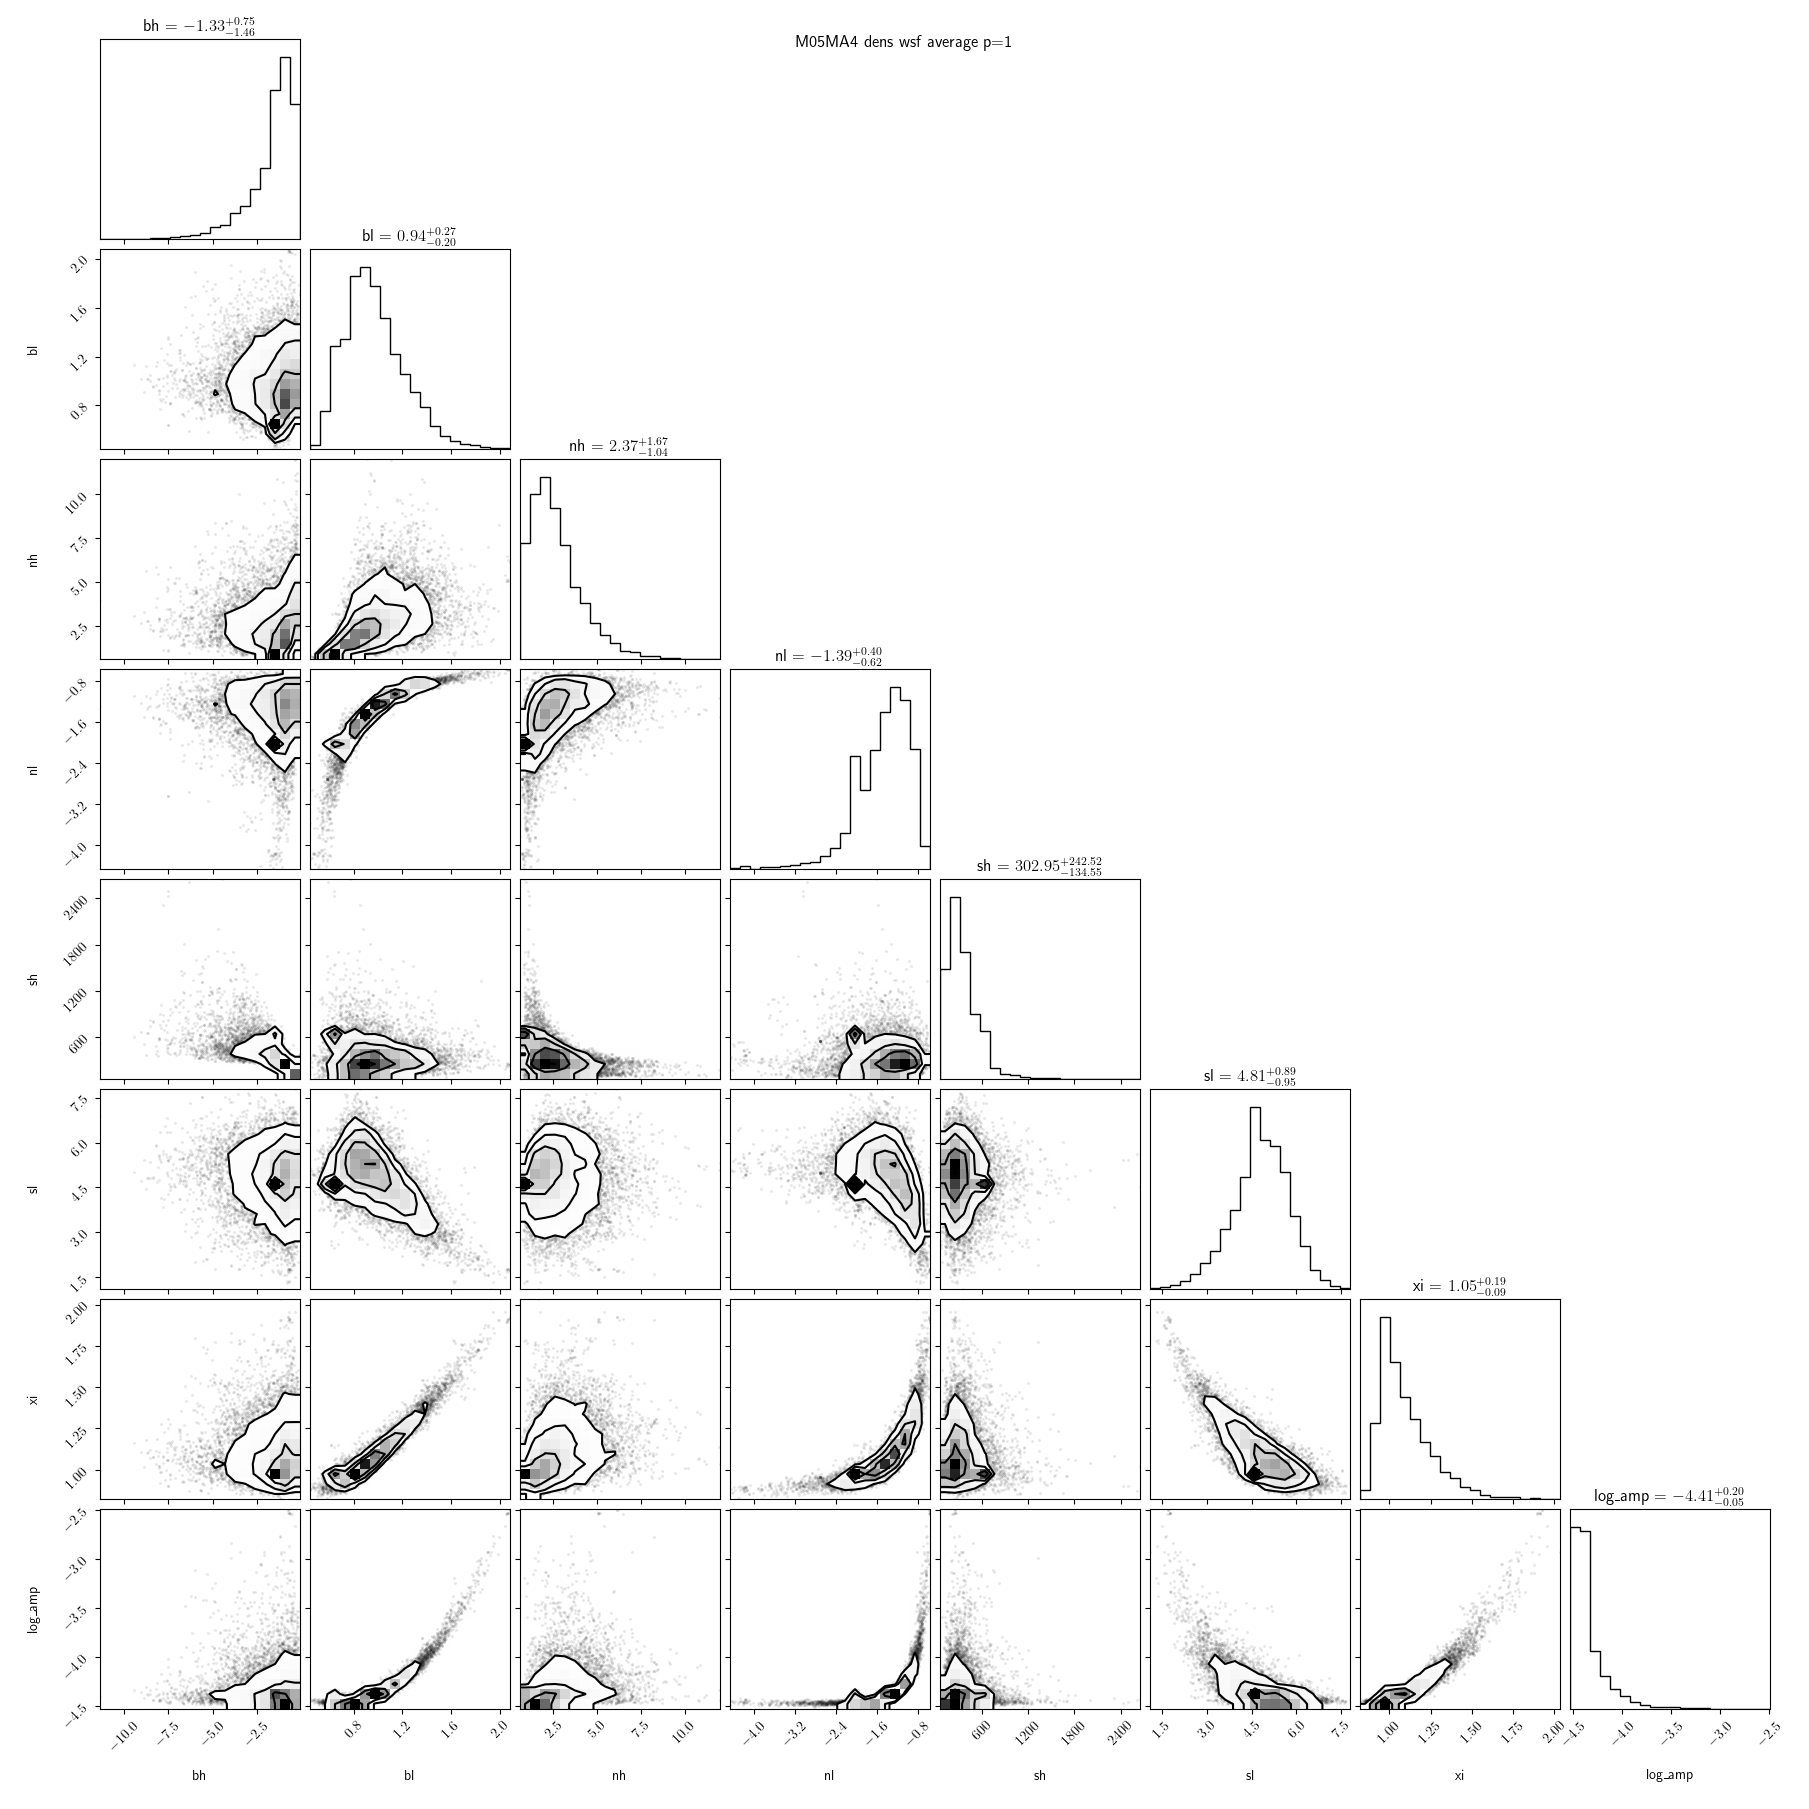 M05MA4 dens wsf average p=1
bh = −1.33+0.75−1.46
bl = 0.94+0.27−0.20
2.0
1.6
1.2
0.8
bl
nh = 2.37+1.67−1.04
10.0
7.5
5.0
2.5
nh
nl = −1.39+0.40−0.62
−0.8
−1.6
−2.4
−3.2
−4.0
nl
sh = 302.95+242.52−134.55
2400
1800
1200
600
sh
sl = 4.81+0.89−0.95
7.5
6.0
4.5
3.0
1.5
sl
xi = 1.05+0.19−0.09
2.00
1.75
1.50
1.25
1.00
xi
log_amp = −4.41+0.20−0.05
−2.5
−3.0
−3.5
−4.0
−4.5
log_amp
−10.0 −7.5 −5.0 −2.5 0.8 1.2 1.6 2.0 2.5 5.0 7.5 10.0 −4.0 −3.2 −2.4 −1.6 −0.8 600 1200 1800 2400 1.5 3.0 4.5 6.0 7.5 1.00 1.25 1.50 1.75 2.00 −4.5 −4.0 −3.5 −3.0 −2.5
bh bl nh nl sh sl xi log_amp